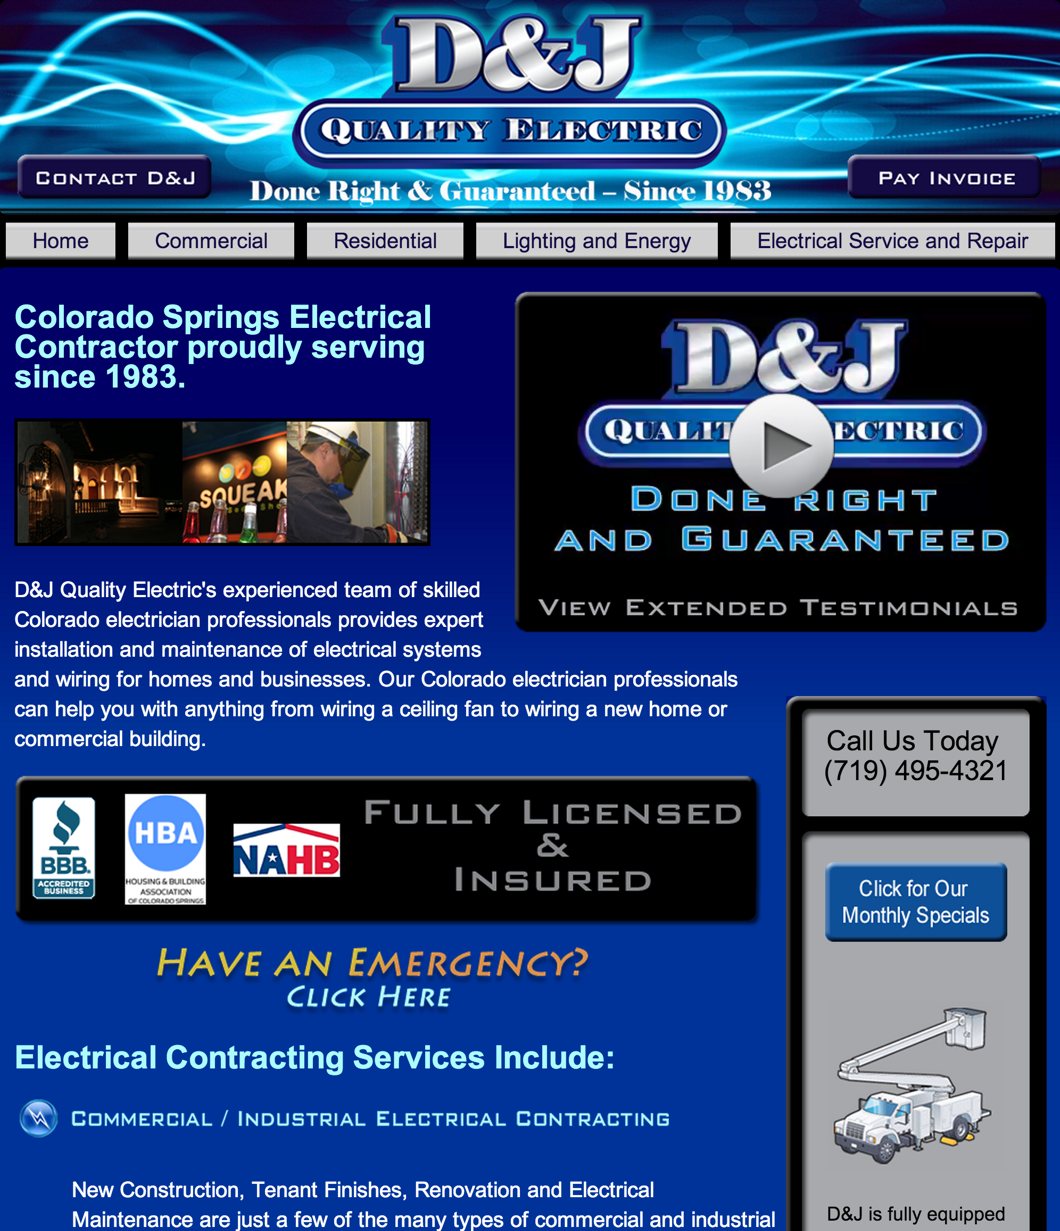 D&J
QUALITY ELECTRIC
CONTACT D&J
PAY INVOICE
Done Right & Guaranteed – Since 1983
Home
Commercial
Residential
Lighting and Energy
Electrical Service and Repair
Colorado Springs Electrical
Contractor proudly serving
since 1983.
SQUEAK
D&J
DONE RIGHT
AND GUARANTEED
VIEW EXTENDED TESTIMONIALS
D&J Quality Electric's experienced team of skilled
Colorado electrician professionals provides expert
installation and maintenance of electrical systems
and wiring for homes and businesses. Our Colorado electrician professionals
can help you with anything from wiring a ceiling fan to wiring a new home or
commercial building.
Call Us Today
(719) 495-4321
BBB.
ACCREDITED
BUSINESS
HBA
HOUSING & BUILDING
ASSOCIATION
OF COLORADO SPRINGS
NAHB
FULLY LICENSED
&
INSURED
Click for Our
Monthly Specials
HAVE AN EMERGENCY?
CLICK HERE
Electrical Contracting Services Include:
COMMERCIAL / INDUSTRIAL ELECTRICAL CONTRACTING
New Construction, Tenant Finishes, Renovation and Electrical
Maintenance are just a few of the many types of commercial and industrial
D&J is fully equipped